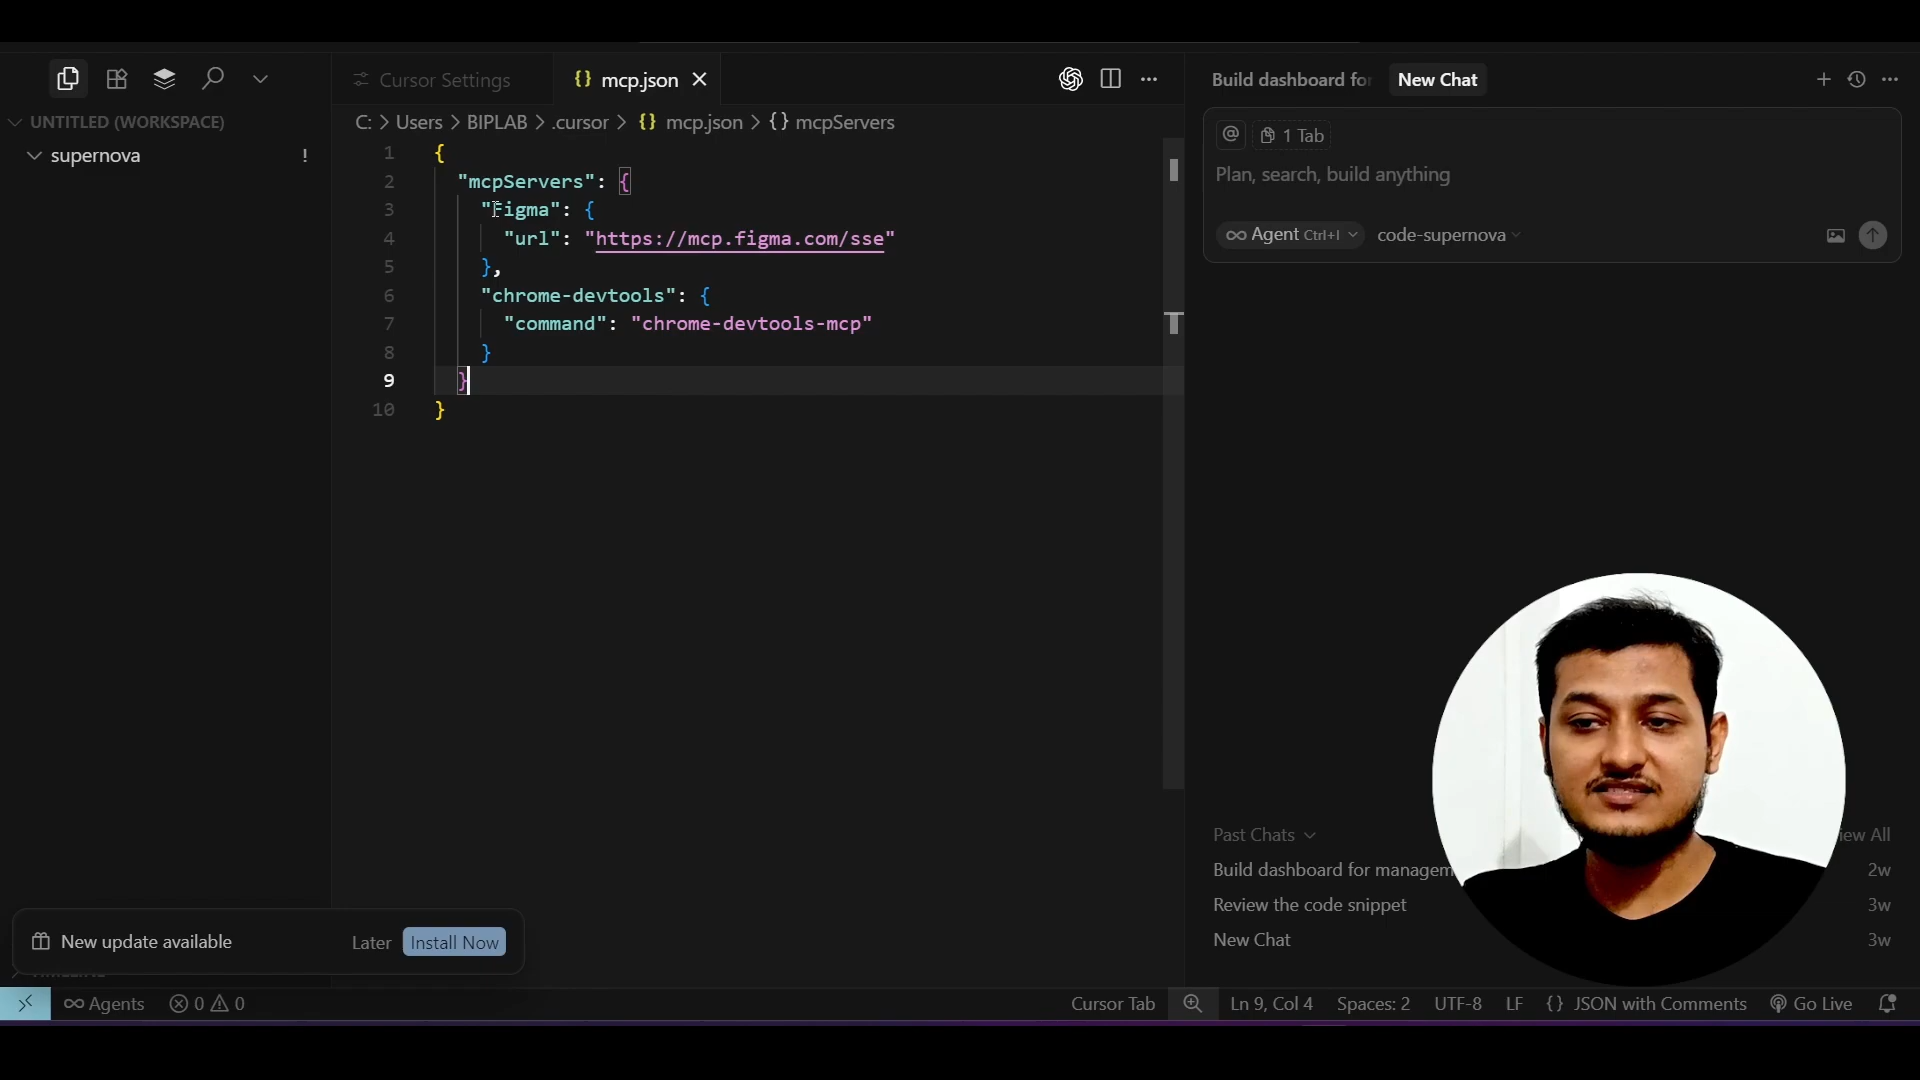 Cursor Settings
{} mcp.json
Build dashboard for
New Chat
UNTITLED (WORKSPACE)
supernova !
C: > Users > BIPLAB > .cursor > {} mcp.json > {} mcpServers
1 {
2 "mcpServers": {
3 "Figma": {
4 "url": "https://mcp.figma.com/sse"
5 },
6 "chrome-devtools": {
7 "command": "chrome-devtools-mcp"
8 }
9 }
10 }
@ 1 Tab
Plan, search, build anything
∞ Agent Ctrl+I code-supernova
Past Chats
iew All
Build dashboard for managem 2w
Review the code snippet 3w
New Chat 3w
New update available Later Install Now
Agents 0 0
Cursor Tab Ln 9, Col 4 Spaces: 2 UTF-8 LF {} JSON with Comments Go Live